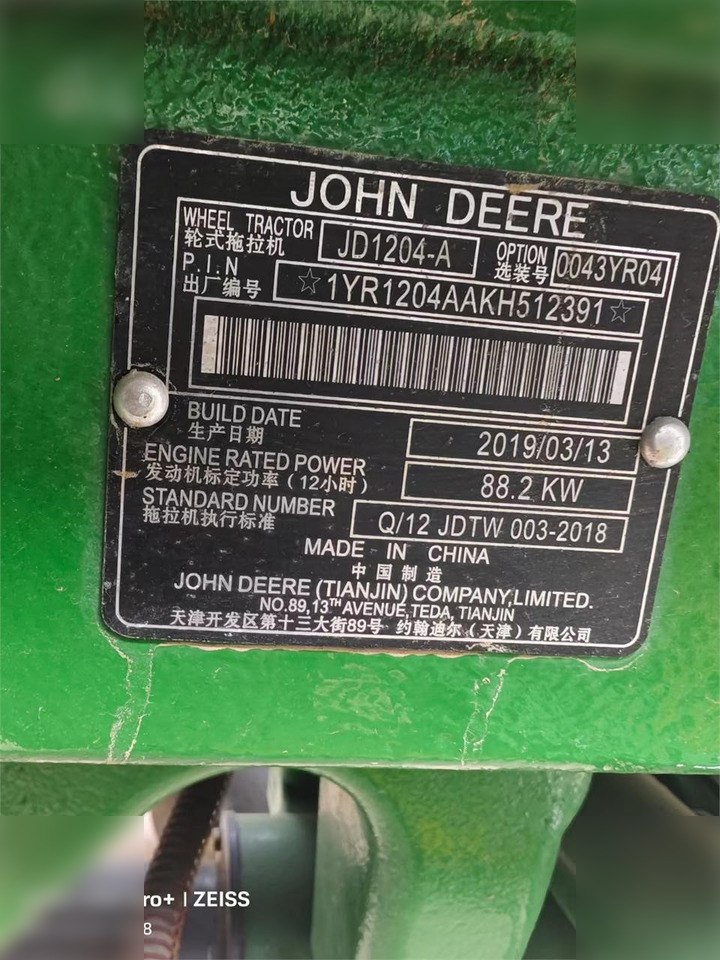 JOHN DEERE
WHEEL TRACTOR
轮式拖拉机
JD1204-A
OPTION
选装号
0043YR04
P.I.N
出厂编号
☆1YR1204AAKH512391☆
BUILD DATE
生产日期
2019/03/13
ENGINE RATED POWER
发动机标定功率（12小时）
88.2 KW
STANDARD NUMBER
拖拉机执行标准
Q/12 JDTW 003-2018
MADE IN CHINA
中国制造
JOHN DEERE (TIANJIN) COMPANY,LIMITED.
NO.89,13TH AVENUE,TEDA, TIANJIN
天津开发区第十三大街89号 约翰迪尔（天津）有限公司
ro+ | ZEISS
8